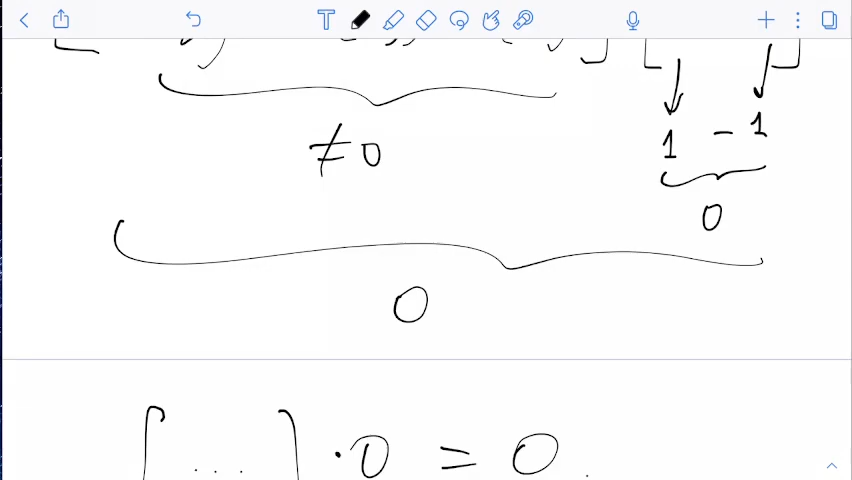 1 - 1
≠ 0
0
0
[ ... ] · 0 = 0 .